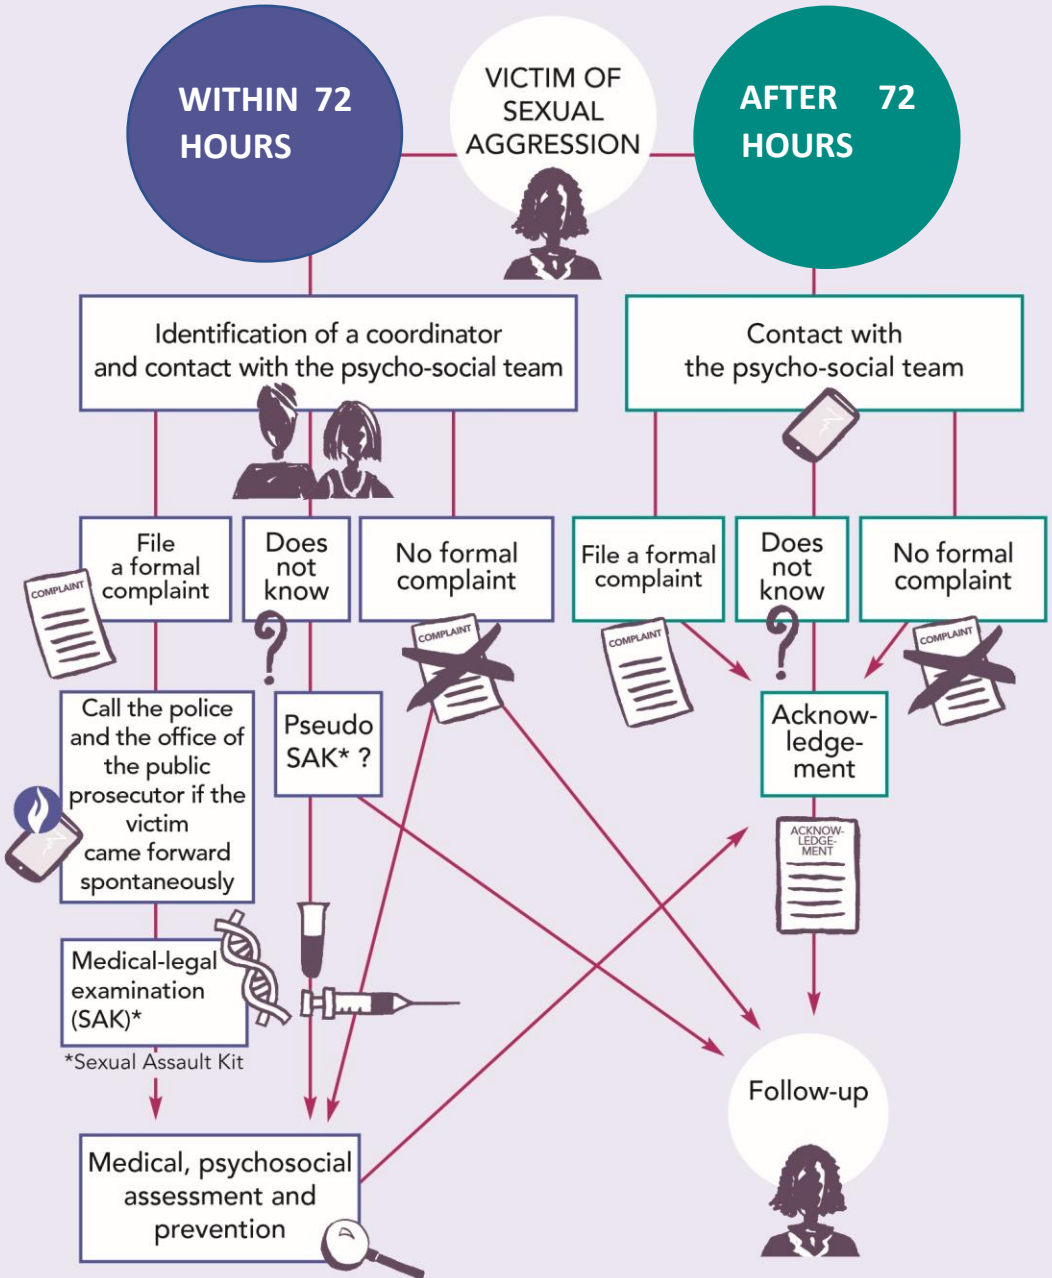 WITHIN 72
HOURS
VICTIM OF
SEXUAL
AGGRESSION
AFTER 72
HOURS
Identification of a coordinator
and contact with the psycho-social team
Contact with
the psycho-social team
File
a formal
complaint
Does
not
know
No formal
complaint
File a formal
complaint
Does
not
know
No formal
complaint
COMPLAINT
?
COMPLAINT
COMPLAINT
?
COMPLAINT
Call the police
and the office of
the public
prosecutor if the
victim
came forward
spontaneously
Pseudo
SAK* ?
Acknow-
ledge-
ment
ACKNOW-
LEDGE-
MENT
Medical-legal
examination
(SAK)*
*Sexual Assault Kit
Medical, psychosocial
assessment and
prevention
Follow-up